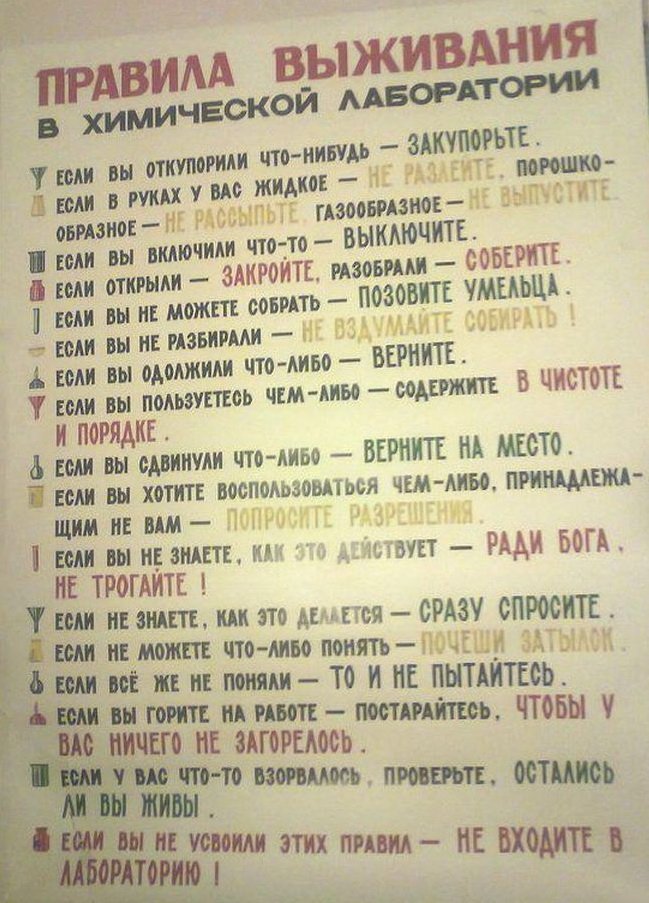 ПРАВИЛА ВЫЖИВАНИЯ
В ХИМИЧЕСКОЙ ЛАБОРАТОРИИ
ЕСЛИ ВЫ ОТКУПОРИЛИ ЧТО-НИБУДЬ — ЗАКУПОРЬТЕ.
ЕСЛИ В РУКАХ У ВАС ЖИДКОЕ — НЕ РАЗЛЕЙТЕ, ПОРОШКО-
ОБРАЗНОЕ — НЕ РАССЫПЬТЕ, ГАЗООБРАЗНОЕ — НЕ ВЫПУСТИТЕ.
ЕСЛИ ВЫ ВКЛЮЧИЛИ ЧТО-ТО — ВЫКЛЮЧИТЕ.
ЕСЛИ ОТКРЫЛИ — ЗАКРОЙТЕ, РАЗОБРАЛИ — СОБЕРИТЕ.
ЕСЛИ ВЫ НЕ МОЖЕТЕ СОБРАТЬ — ПОЗОВИТЕ УМЕЛЬЦА.
ЕСЛИ ВЫ НЕ РАЗБИРАЛИ — НЕ ВЗДУМАЙТЕ СОБИРАТЬ !
ЕСЛИ ВЫ ОДОЛЖИЛИ ЧТО-ЛИБО — ВЕРНИТЕ.
ЕСЛИ ВЫ ПОЛЬЗУЕТЕСЬ ЧЕМ-ЛИБО — СОДЕРЖИТЕ В ЧИСТОТЕ
И ПОРЯДКЕ.
ЕСЛИ ВЫ СДВИНУЛИ ЧТО-ЛИБО — ВЕРНИТЕ НА МЕСТО.
ЕСЛИ ВЫ ХОТИТЕ ВОСПОЛЬЗОВАТЬСЯ ЧЕМ-ЛИБО, ПРИНАДЛЕЖА-
ЩИМ НЕ ВАМ — ПОПРОСИТЕ РАЗРЕШЕНИЯ.
ЕСЛИ ВЫ НЕ ЗНАЕТЕ, КАК ЭТО ДЕЙСТВУЕТ — РАДИ БОГА,
НЕ ТРОГАЙТЕ !
ЕСЛИ НЕ ЗНАЕТЕ, КАК ЭТО ДЕЛАЕТСЯ — СРАЗУ СПРОСИТЕ.
ЕСЛИ НЕ МОЖЕТЕ ЧТО-ЛИБО ПОНЯТЬ — ПОЧЕШИ ЗАТЫЛОК.
ЕСЛИ ВСЁ ЖЕ НЕ ПОНЯЛИ — ТО И НЕ ПЫТАЙТЕСЬ.
ЕСЛИ ВЫ ГОРИТЕ НА РАБОТЕ — ПОСТАРАЙТЕСЬ, ЧТОБЫ У
ВАС НИЧЕГО НЕ ЗАГОРЕЛОСЬ.
ЕСЛИ У ВАС ЧТО-ТО ВЗОРВАЛОСЬ, ПРОВЕРЬТЕ, ОСТАЛИСЬ
ЛИ ВЫ ЖИВЫ.
ЕСЛИ ВЫ НЕ УСВОИЛИ ЭТИХ ПРАВИЛ — НЕ ВХОДИТЕ В
ЛАБОРАТОРИЮ !